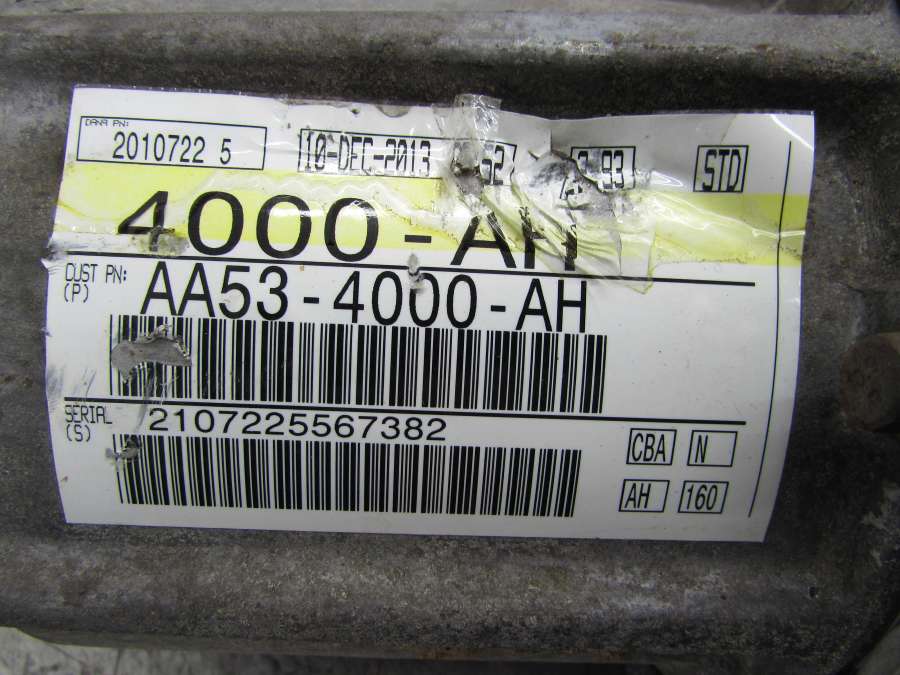 DANA PN:
2010722 5 10-DEC-2013 STD
4000-AH
CUST PN:
(P)
AA53-4000-AH
SERIAL
(S)
2107225567382
CBA N
AH 160